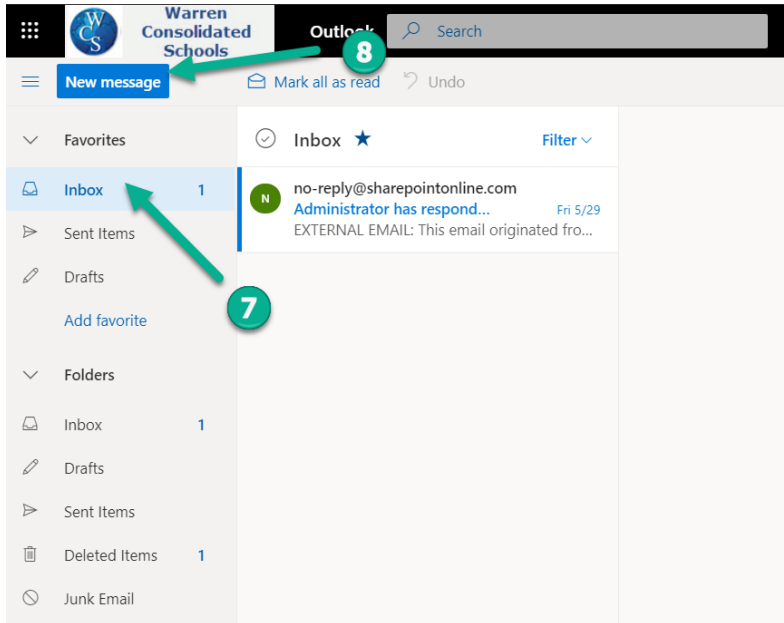 WCS
Warren
Consolidated
Schools
Outlook
Search
8
New message
Mark all as read
Undo
Favorites
Inbox 1
Sent Items
Drafts
Add favorite
7
Folders
Inbox 1
Drafts
Sent Items
Deleted Items 1
Junk Email
Inbox ★ Filter
N
no-reply@sharepointonline.com
Administrator has respond... Fri 5/29
EXTERNAL EMAIL: This email originated fro...